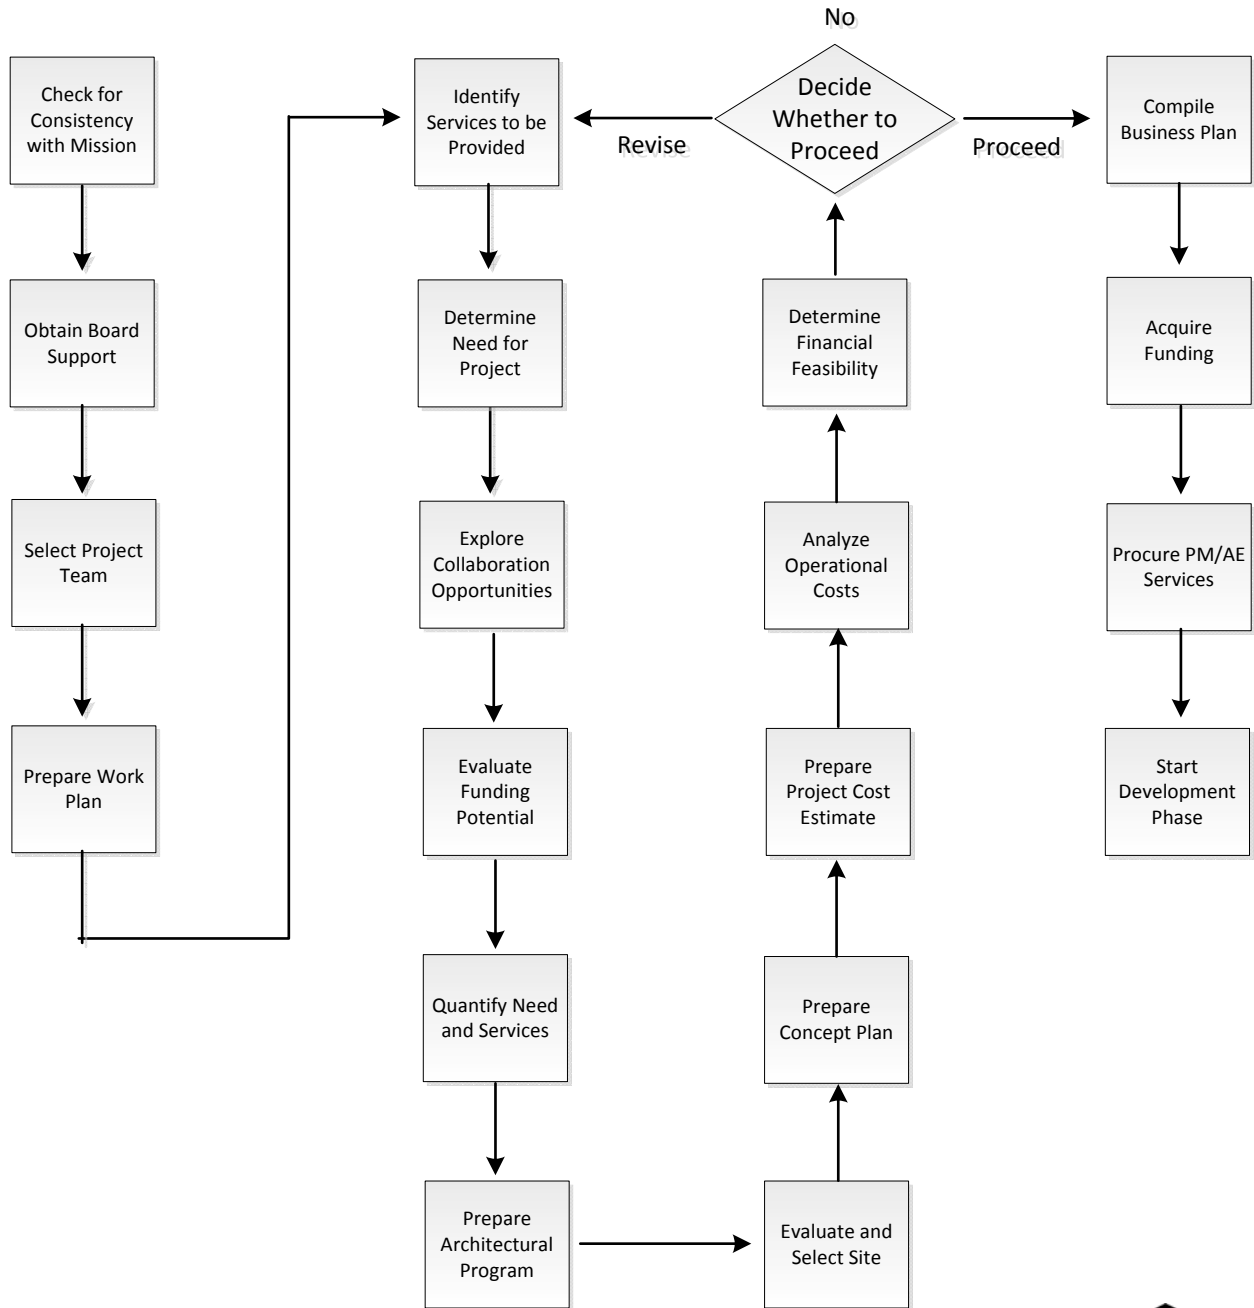 Check for
Consistency
with Mission
Obtain Board
Support
Select Project
Team
Prepare Work
Plan
Identify
Services to be
Provided
Determine
Need for
Project
Explore
Collaboration
Opportunities
Evaluate
Funding
Potential
Quantify Need
and Services
Prepare
Architectural
Program
Evaluate and
Select Site
Prepare
Concept Plan
Prepare
Project Cost
Estimate
Analyze
Operational
Costs
Determine
Financial
Feasibility
Decide
Whether to
Proceed
No
Revise
Proceed
Compile
Business Plan
Acquire
Funding
Procure PM/AE
Services
Start
Development
Phase